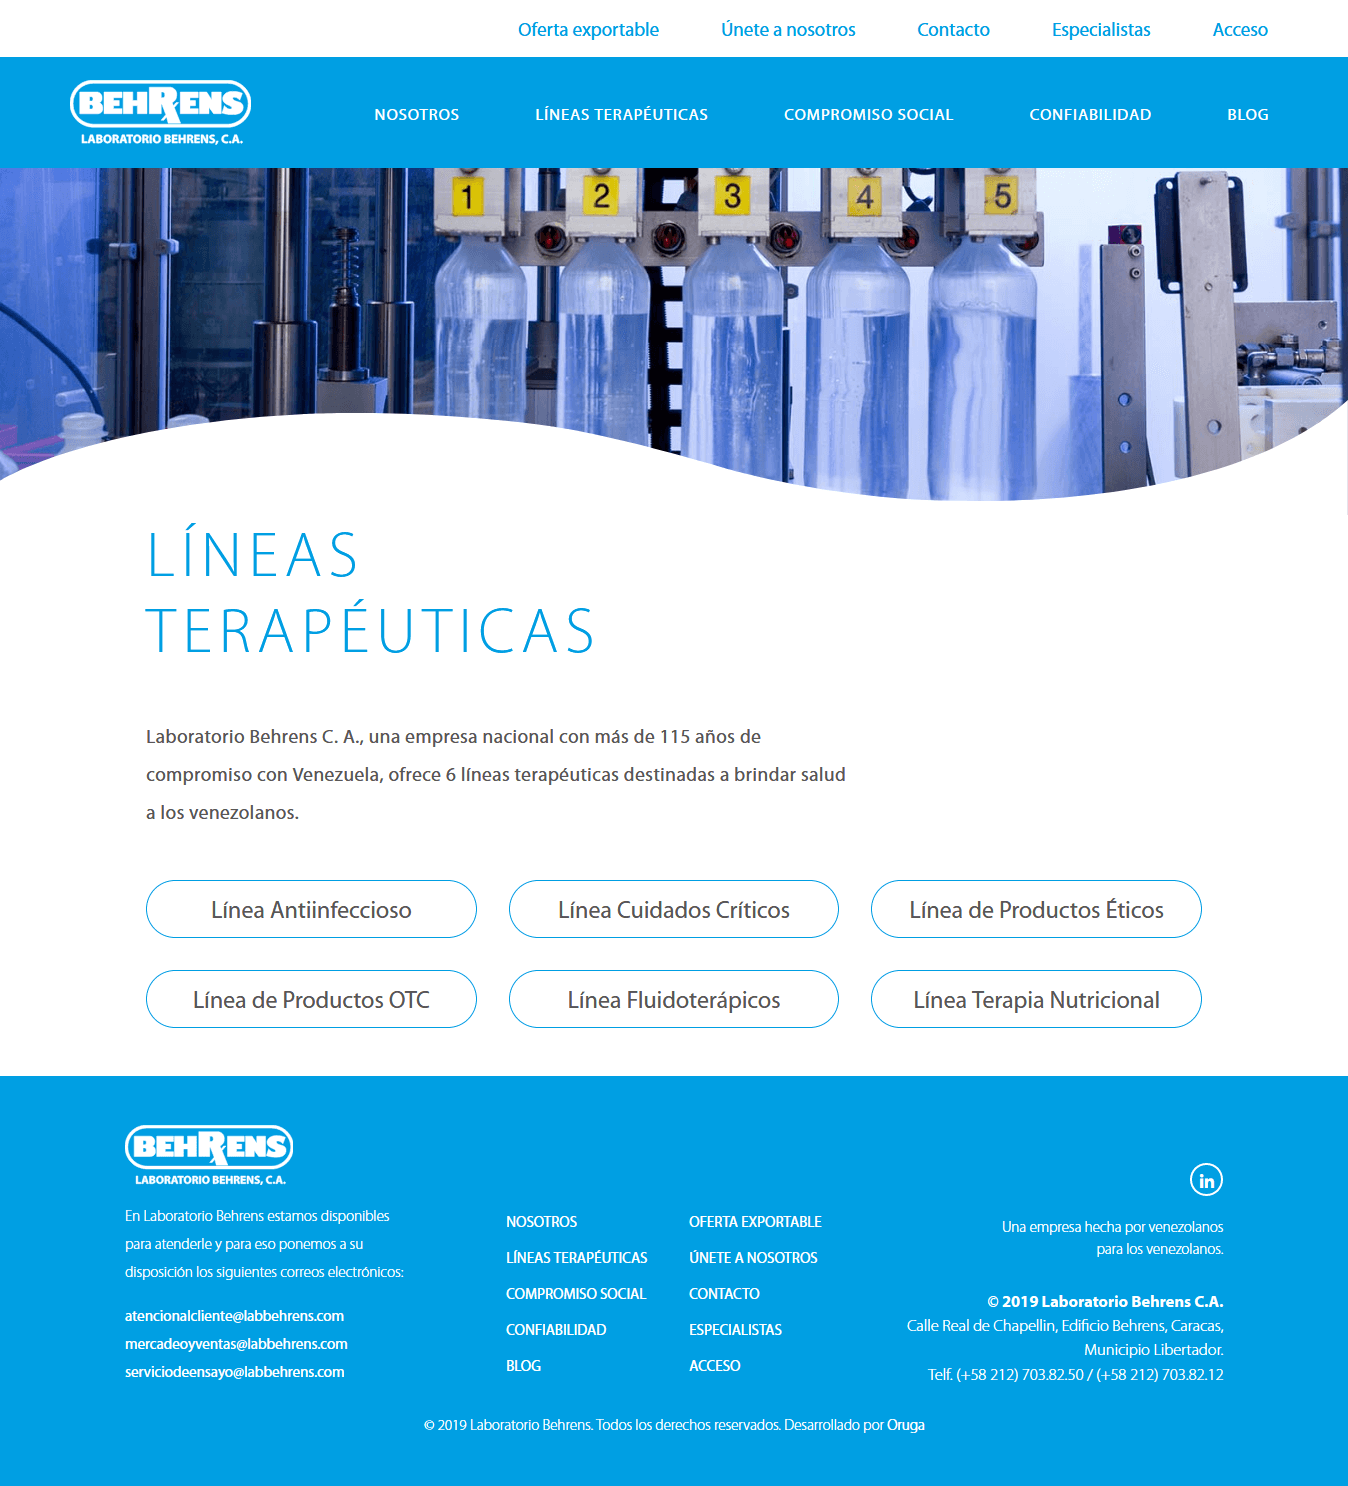 Oferta exportable Únete a nosotros Contacto Especialistas Acceso
BEHRENS
LABORATORIO BEHRENS, C.A.
NOSOTROS LÍNEAS TERAPÉUTICAS COMPROMISO SOCIAL CONFIABILIDAD BLOG
1 2 3 4 5
LÍNEAS
TERAPÉUTICAS
Laboratorio Behrens C. A., una empresa nacional con más de 115 años de
compromiso con Venezuela, ofrece 6 líneas terapéuticas destinadas a brindar salud
a los venezolanos.
Línea Antiinfeccioso Línea Cuidados Críticos Línea de Productos Éticos
Línea de Productos OTC Línea Fluidoterápicos Línea Terapia Nutricional
BEHRENS
LABORATORIO BEHRENS, C.A.
En Laboratorio Behrens estamos disponibles
para atenderle y para eso ponemos a su
disposición los siguientes correos electrónicos:
atencionalcliente@labbehrens.com
mercadeoyventas@labbehrens.com
serviciodeensayo@labbehrens.com
NOSOTROS
LÍNEAS TERAPÉUTICAS
COMPROMISO SOCIAL
CONFIABILIDAD
BLOG
OFERTA EXPORTABLE
ÚNETE A NOSOTROS
CONTACTO
ESPECIALISTAS
ACCESO
in
Una empresa hecha por venezolanos
para los venezolanos.
© 2019 Laboratorio Behrens C.A.
Calle Real de Chapellin, Edificio Behrens, Caracas,
Municipio Libertador.
Telf. (+58 212) 703.82.50 / (+58 212) 703.82.12
© 2019 Laboratorio Behrens. Todos los derechos reservados. Desarrollado por Oruga